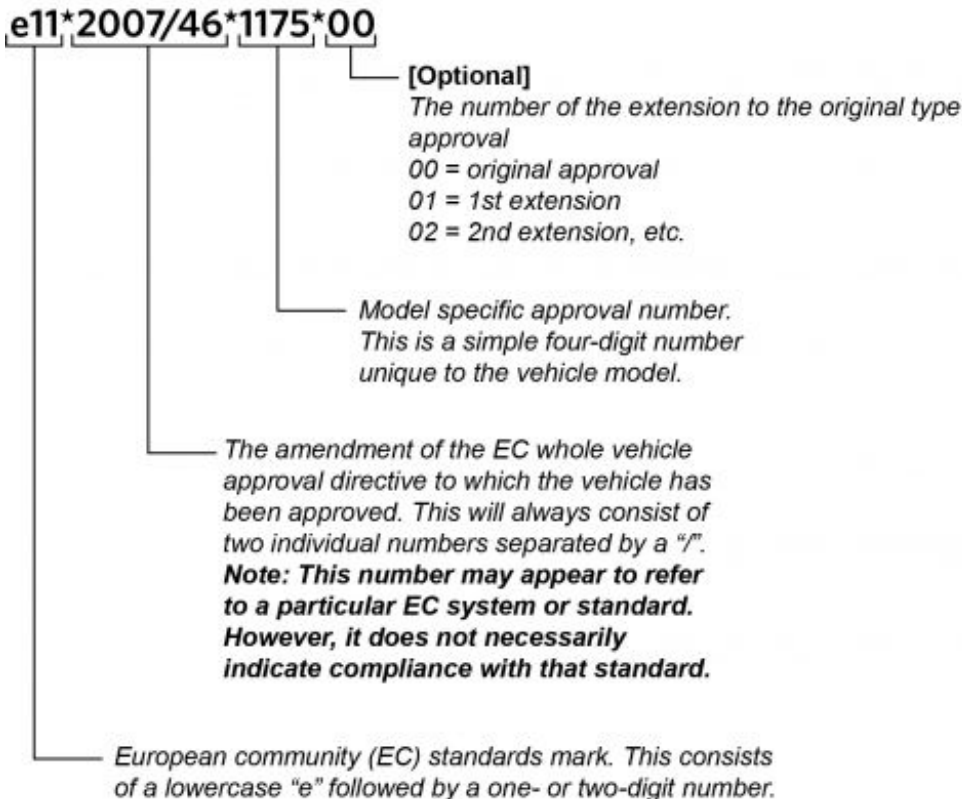 e11*2007/46*1175*00
[Optional]
The number of the extension to the original type
approval
00 = original approval
01 = 1st extension
02 = 2nd extension, etc.
Model specific approval number.
This is a simple four-digit number
unique to the vehicle model.
The amendment of the EC whole vehicle
approval directive to which the vehicle has
been approved. This will always consist of
two individual numbers separated by a “/”.
Note: This number may appear to refer
to a particular EC system or standard.
However, it does not necessarily
indicate compliance with that standard.
European community (EC) standards mark. This consists
of a lowercase “e” followed by a one- or two-digit number.